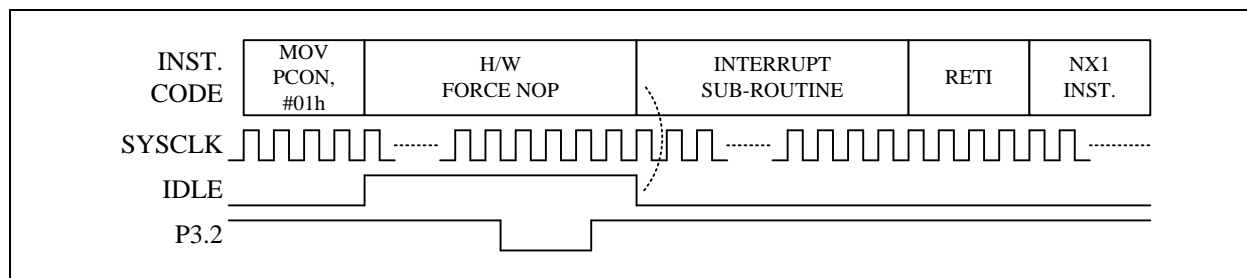 INST.
CODE
MOV
PCON,
#01h
H/W
FORCE NOP
INTERRUPT
SUB-ROUTINE
RETI
NX1
INST.
SYSCLK
IDLE
P3.2